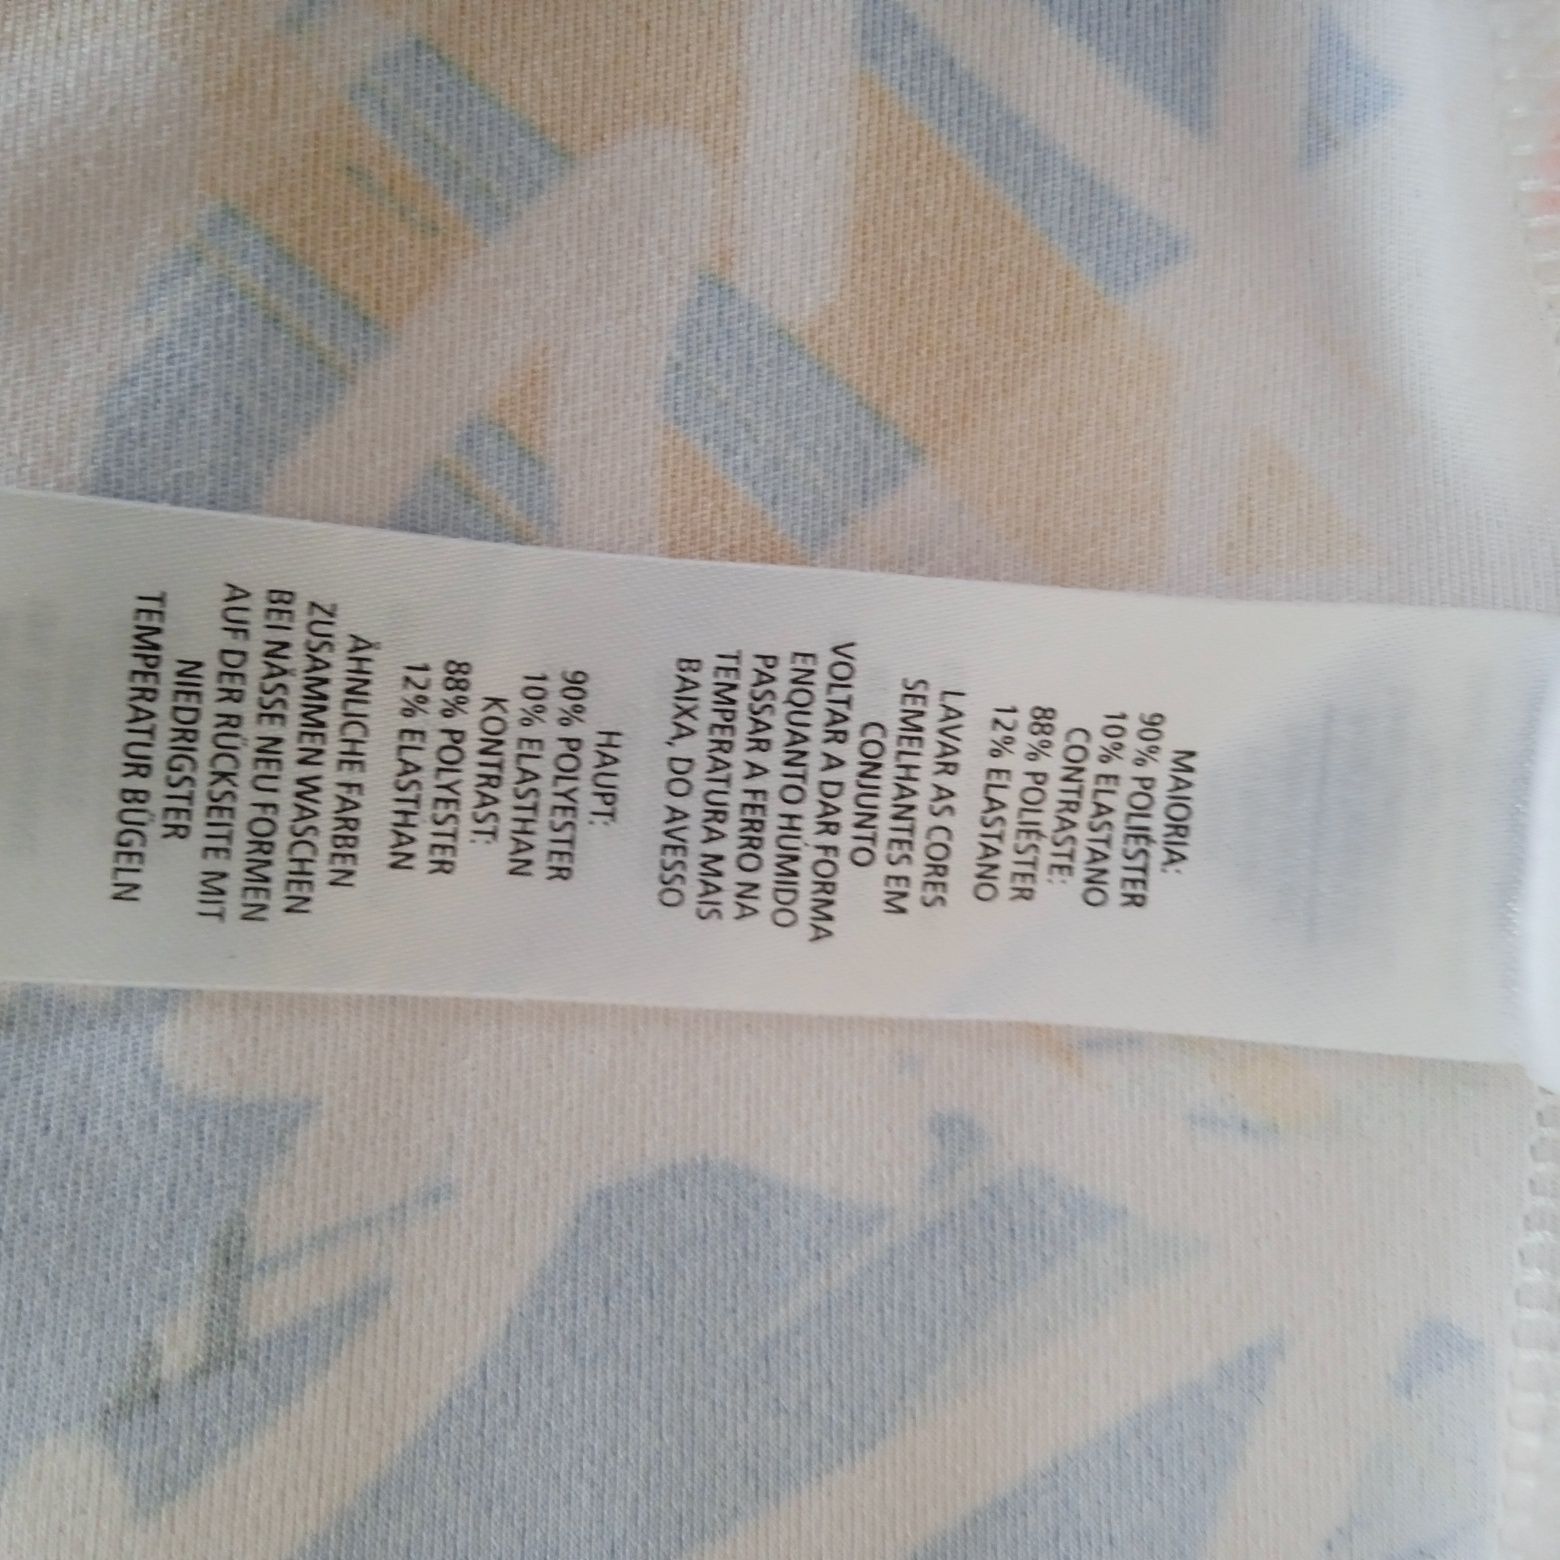 MAIORIA:
90% POLIÉSTER
10% ELASTANO
CONTRASTE:
88% POLIÉSTER
12% ELASTANO
LAVAR AS CORES
SEMELHANTES EM
CONJUNTO
VOLTAR A DAR FORMA
ENQUANTO HÚMIDO
PASSAR A FERRO NA
TEMPERATURA MAIS
BAIXA, DO AVESSO
HAUPT:
90% POLYESTER
10% ELASTHAN
KONTRAST:
88% POLYESTER
12% ELASTHAN
ÄHNLICHE FARBEN
ZUSAMMEN WASCHEN
BEI NÄSSE NEU FORMEN
AUF DER RÜCKSEITE MIT
NIEDRIGSTER
TEMPERATUR BÜGELN